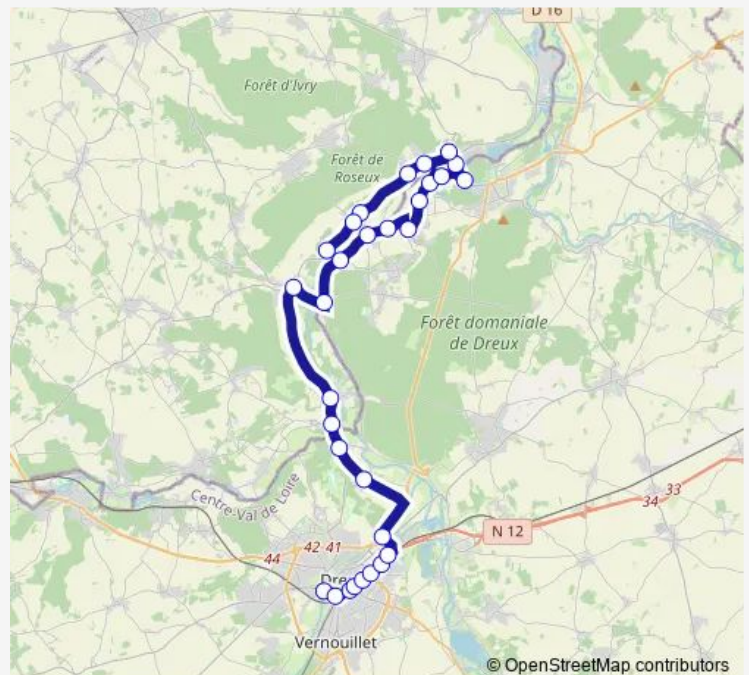 D 16
Forêt d'Ivry
Forêt de
Roseux
Forêt domaniale
de Dreux
Centre-Val de Loire
34 33
N 12
44
42 41
Dre
Vernouillet
© OpenStreetMap contributors